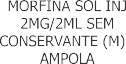 MORFINA SOL INJ
2MG/2ML SEM
CONSERVANTE (M)
AMPOLA